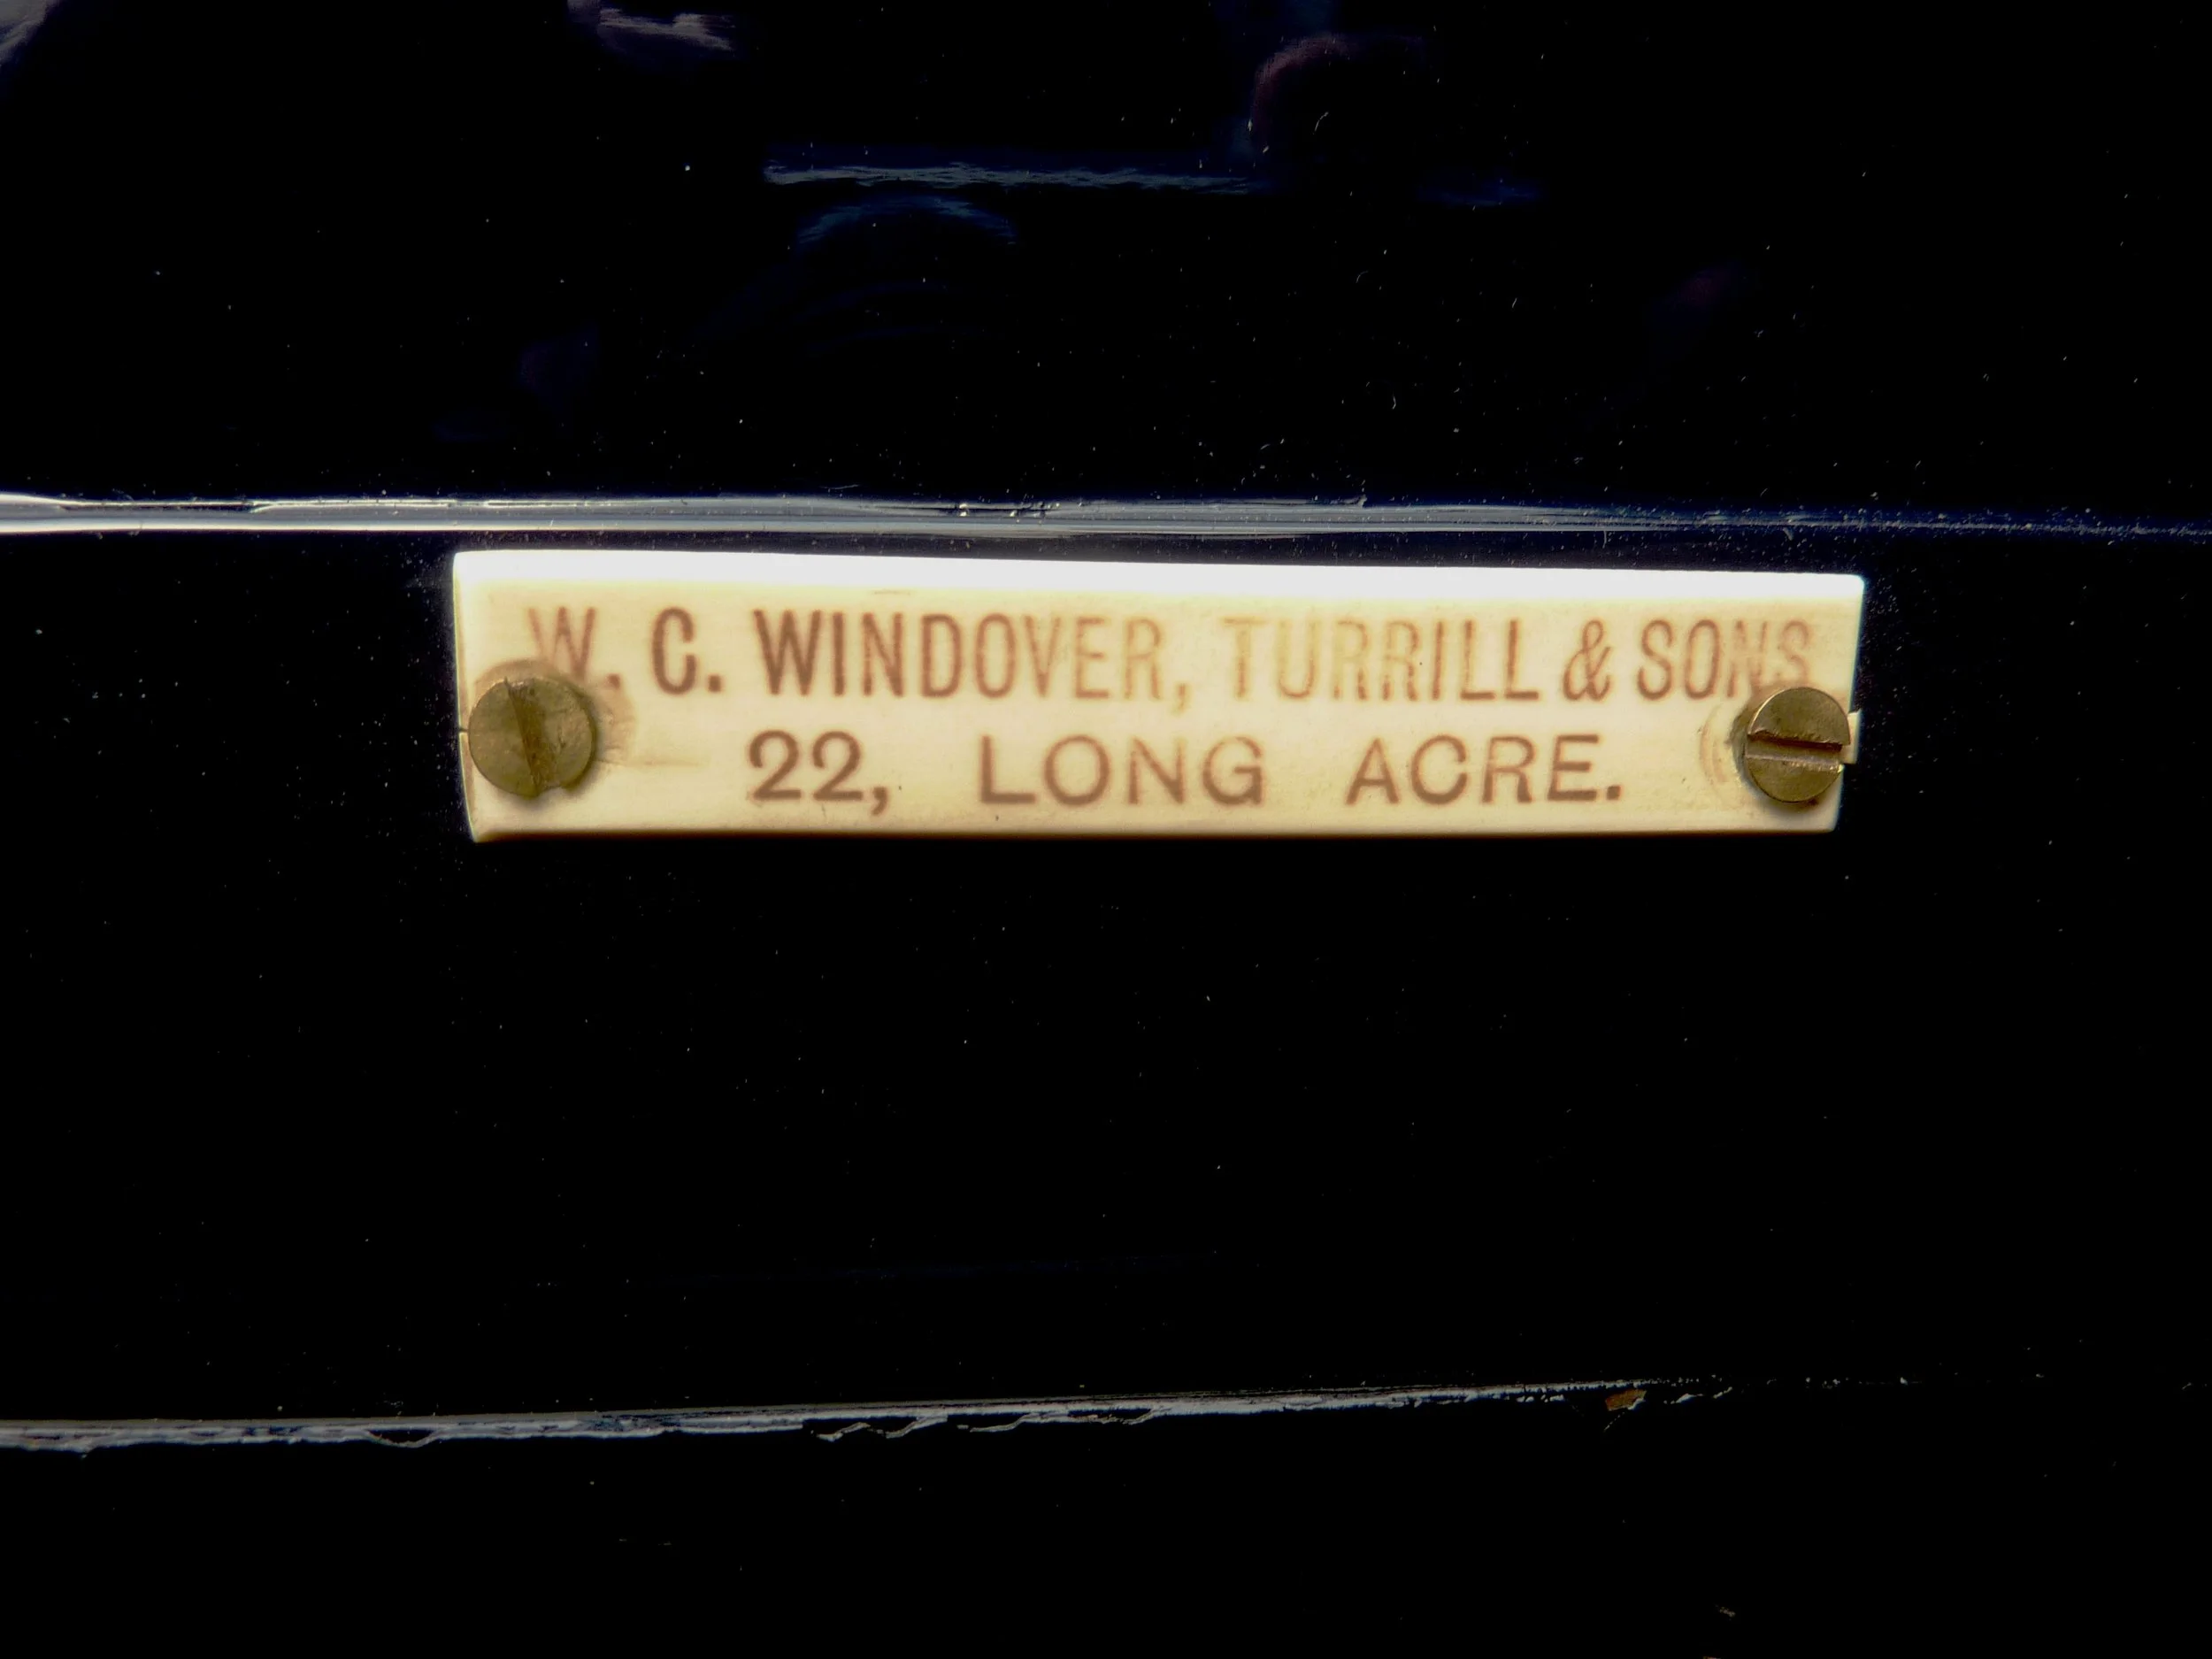 W. C. WINDOVER, TURRILL & SONS
22, LONG ACRE.